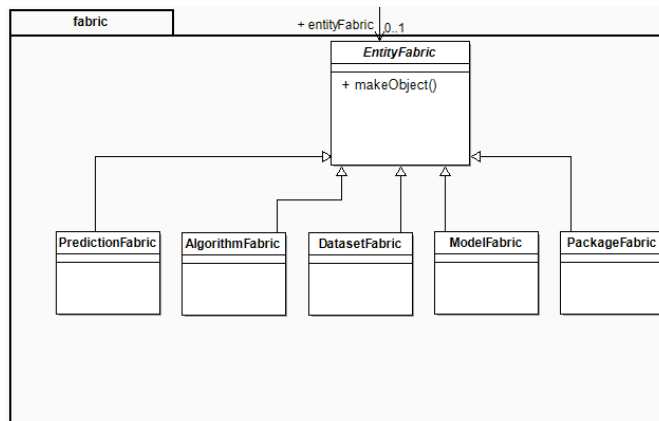 fabric
+ entityFabric
0..1
EntityFabric
+ makeObject()
PredictionFabric
AlgorithmFabric
DatasetFabric
ModelFabric
PackageFabric